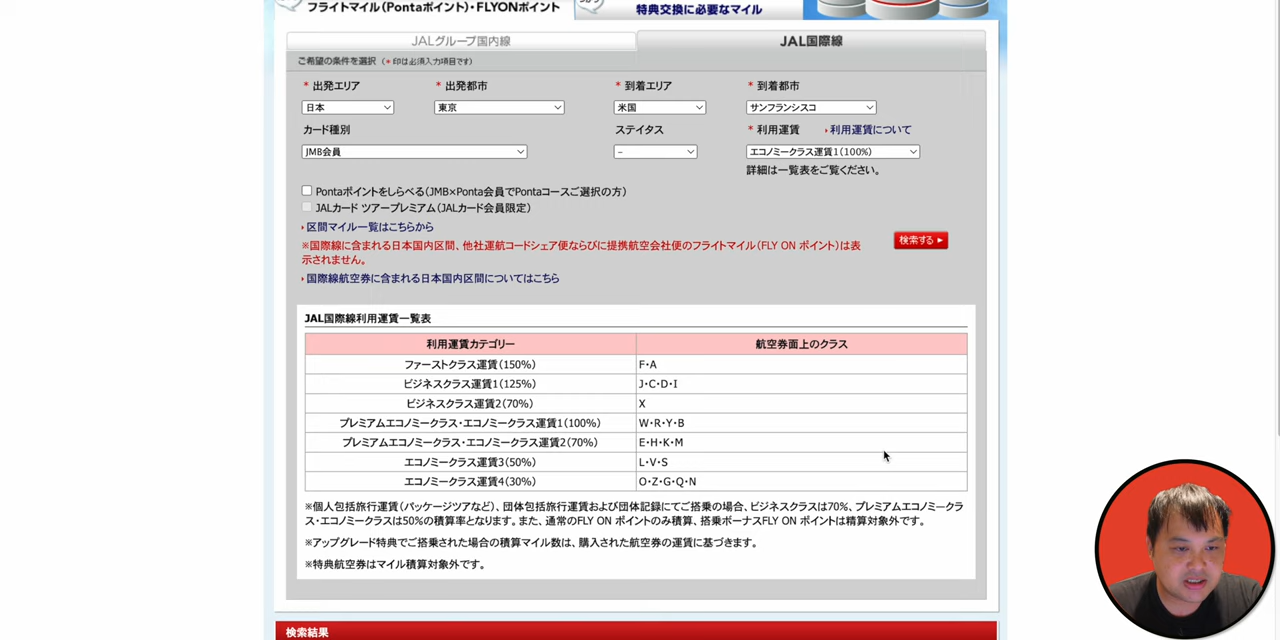 フライトマイル(Pontaポイント)・FLYONポイント
特典交換に必要なマイル
JALグループ国内線
JAL国際線
ご希望の条件を選択 (*印は必須入力項目です)
* 出発エリア
* 出発都市
* 到着エリア
* 到着都市
日本
東京
米国
サンフランシスコ
カード種別
ステイタス
* 利用運賃
利用運賃について
JMB会員
-
エコノミークラス運賃1(100%)
詳細は一覧表をご覧ください。
Pontaポイントをしらべる(JMB×Ponta会員でPontaコースご選択の方)
JALカード ツアープレミアム(JALカード会員限定)
区間マイル一覧はこちらから
※国際線に含まれる日本国内区間、他社運航コードシェア便ならびに提携航空会社便のフライトマイル(FLY ON ポイント)は表
示されません。
検索する
国際線航空券に含まれる日本国内区間についてはこちら
JAL国際線利用運賃一覧表
利用運賃カテゴリー
航空券面上のクラス
ファーストクラス運賃(150%)
F・A
ビジネスクラス運賃1(125%)
J・C・D・I
ビジネスクラス運賃2(70%)
X
プレミアムエコノミークラス・エコノミークラス運賃1(100%)
W・R・Y・B
プレミアムエコノミークラス・エコノミークラス運賃2(70%)
E・H・K・M
エコノミークラス運賃3(50%)
L・V・S
エコノミークラス運賃4(30%)
O・Z・G・Q・N
※個人包括旅行運賃(パッケージツアなど)、団体包括旅行運賃および団体記録にてご搭乗の場合、ビジネスクラスは70%、プレミアムエコノミークラ
ス・エコノミークラスは50%の積算率となります。また、通常のFLY ON ポイントのみ積算、搭乗ボーナスFLY ON ポイントは精算対象外です。
※アップグレード特典でご搭乗された場合の積算マイル数は、購入された航空券の運賃に基づきます。
※特典航空券はマイル積算対象外です。
検索結果